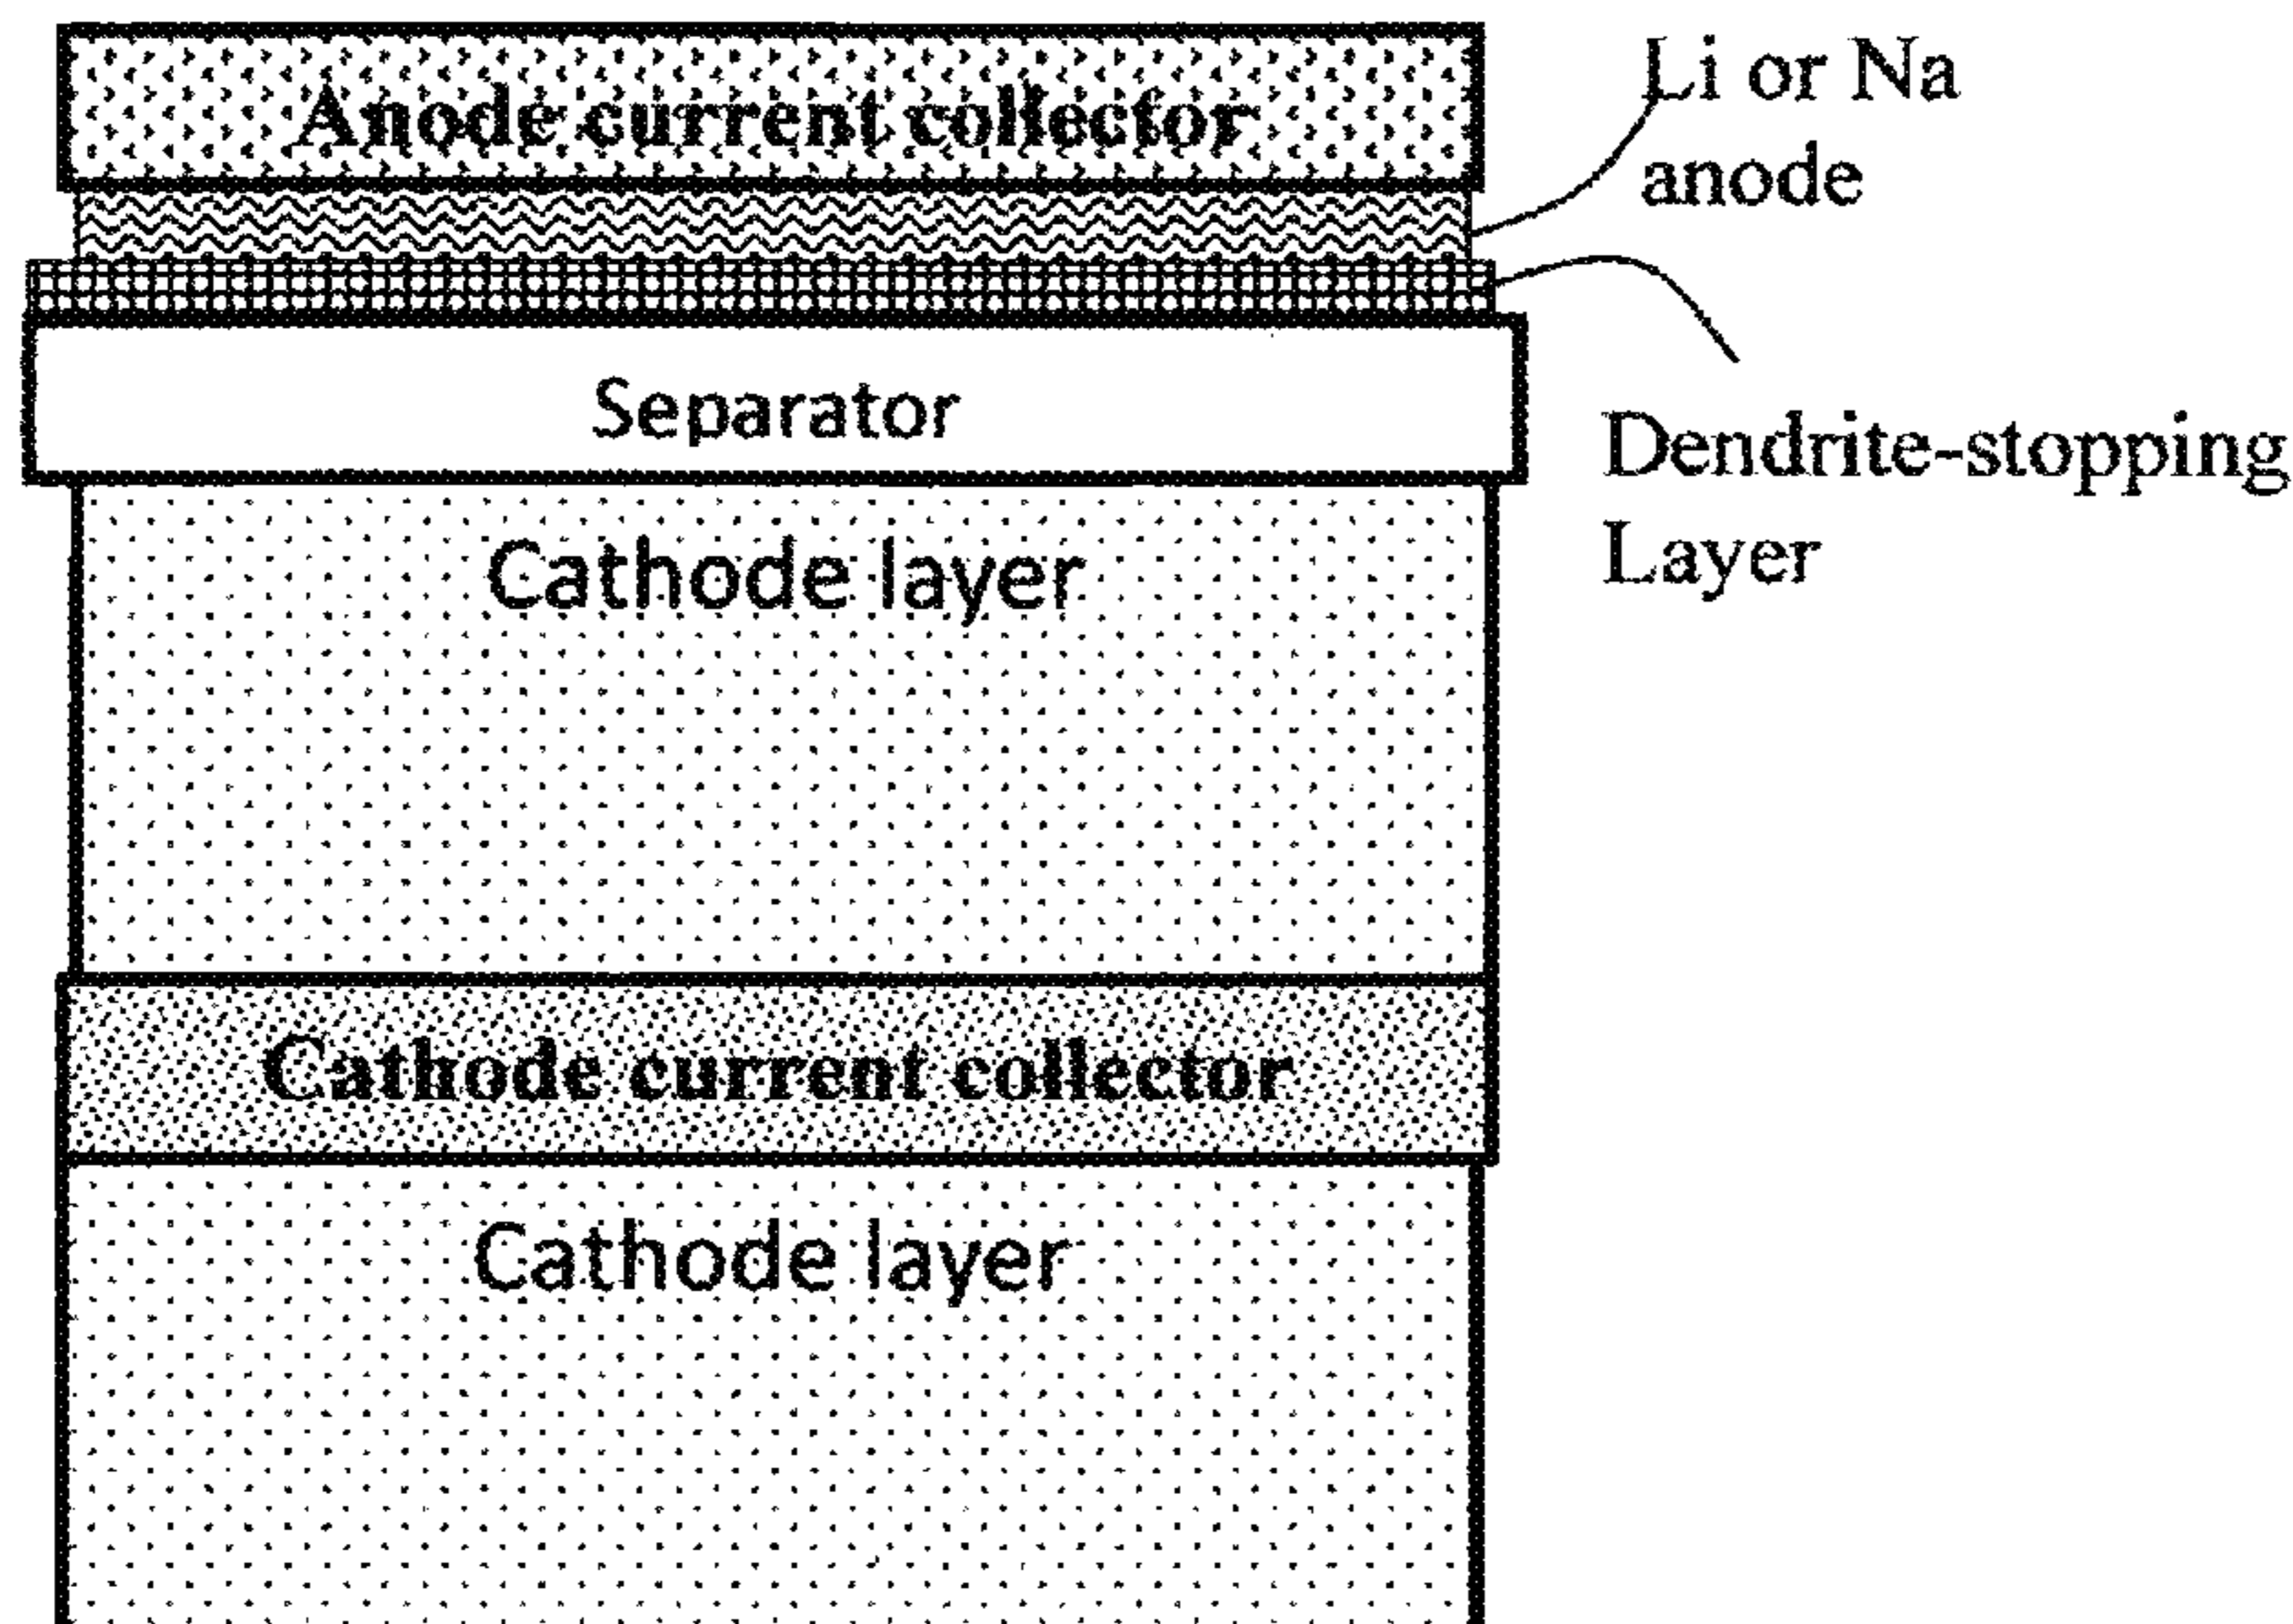 Anode current collector
Li or Na
anode
Separator
Dendrite-stopping
Layer
Cathode layer
Cathode current collector
Cathode layer